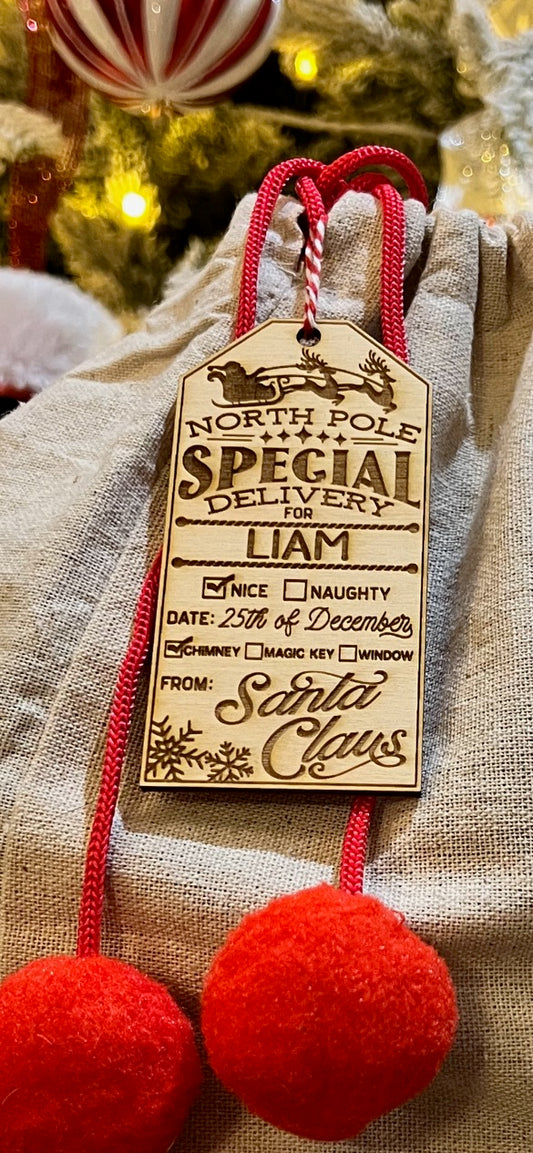 NORTH POLE
SPECIAL
DELIVERY
FOR
LIAM
NICE NAUGHTY
DATE: 25th of December
CHIMNEY MAGIC KEY WINDOW
FROM: Santa
Claus